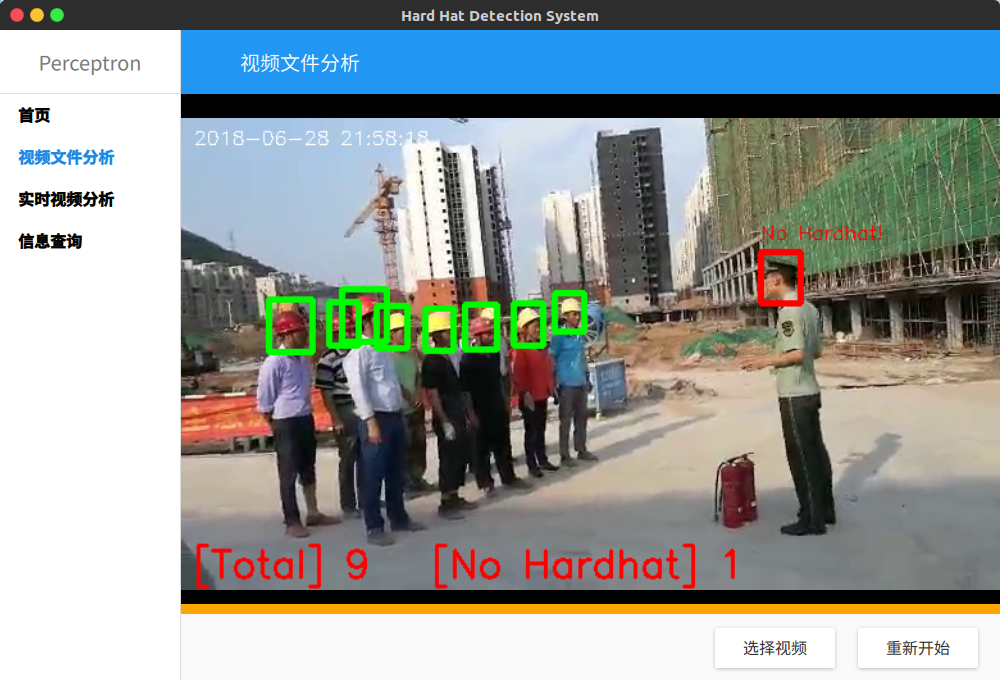 Hard Hat Detection System
Perceptron
视频文件分析
首页
视频文件分析
实时视频分析
信息查询
2018-06-28 21:58:18
No Hardhat!
[Total] 9 [No Hardhat] 1
选择视频
重新开始